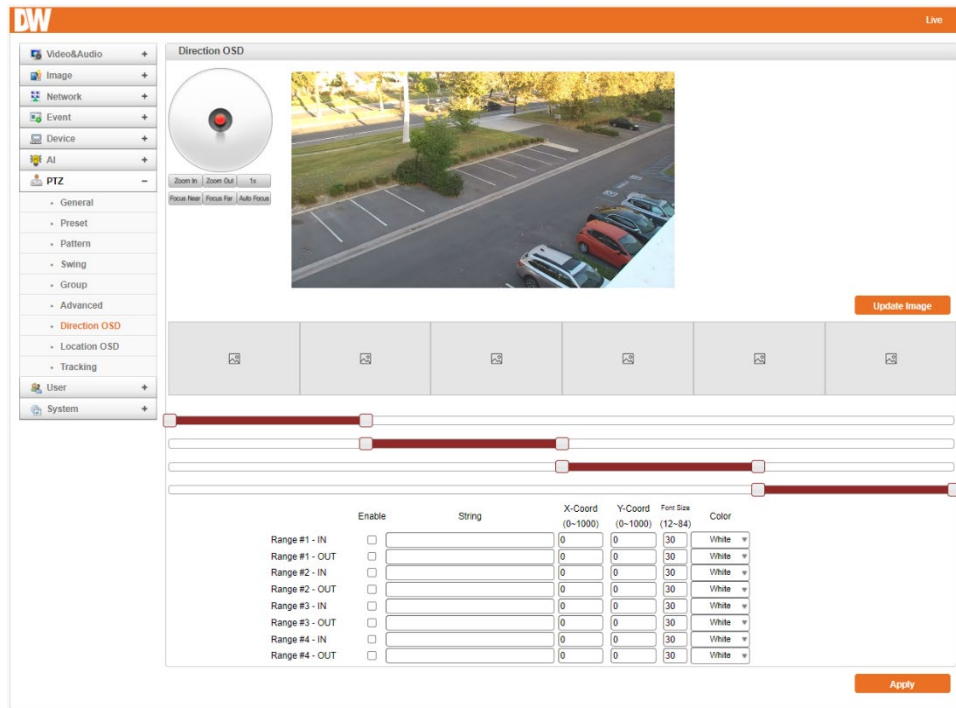 DW
Live
Video&Audio +
Image +
Network +
Event +
Device +
AI +
PTZ -
General
Preset
Pattern
Swing
Group
Advanced
Direction OSD
Location OSD
Tracking
User +
System +
Direction OSD
Zoom In Zoom Out 1x
Focus Near Focus Far Auto Focus
Update Image
Enable String X-Coord Y-Coord Font Size Color
(0~1000) (0~1000) (12~84)
Range #1 - IN 0 0 30 White
Range #1 - OUT 0 0 30 White
Range #2 - IN 0 0 30 White
Range #2 - OUT 0 0 30 White
Range #3 - IN 0 0 30 White
Range #3 - OUT 0 0 30 White
Range #4 - IN 0 0 30 White
Range #4 - OUT 0 0 30 White
Apply